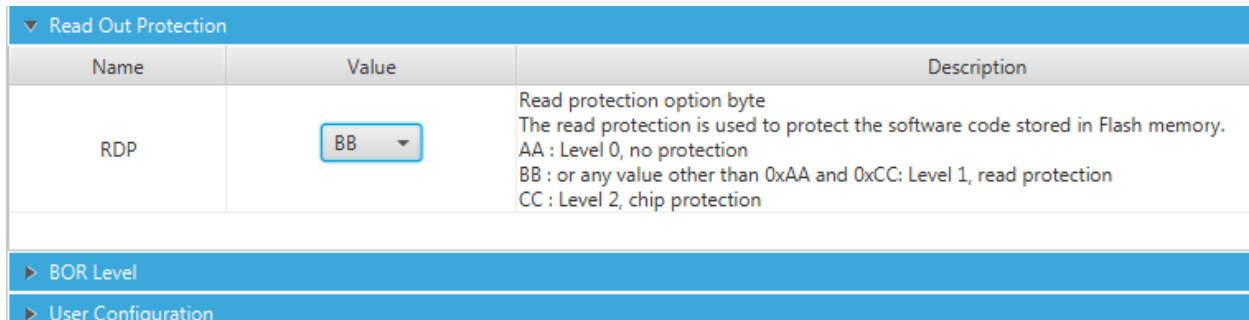 Read Out Protection
Name Value Description
RDP
BB
Read protection option byte
The read protection is used to protect the software code stored in Flash memory.
AA : Level 0, no protection
BB : or any value other than 0xAA and 0xCC: Level 1, read protection
CC : Level 2, chip protection
BOR Level
User Configuration